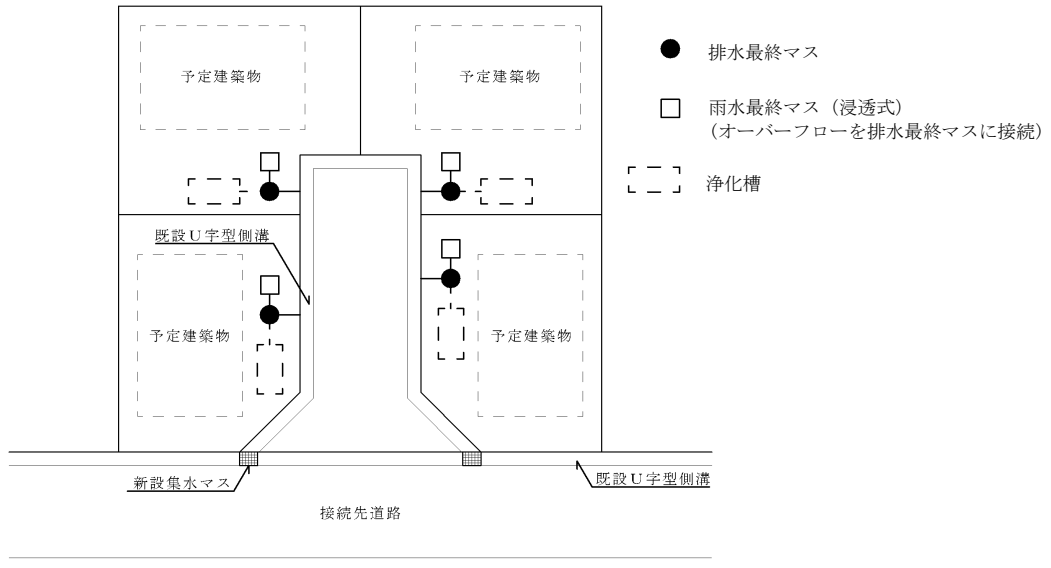 予定建築物
予定建築物
排水最終マス
雨水最終マス（浸透式）
（オーバーフローを排水最終マスに接続）
浄化槽
既設Ｕ字型側溝
予定建築物
予定建築物
新設集水マス
既設Ｕ字型側溝
接続先道路